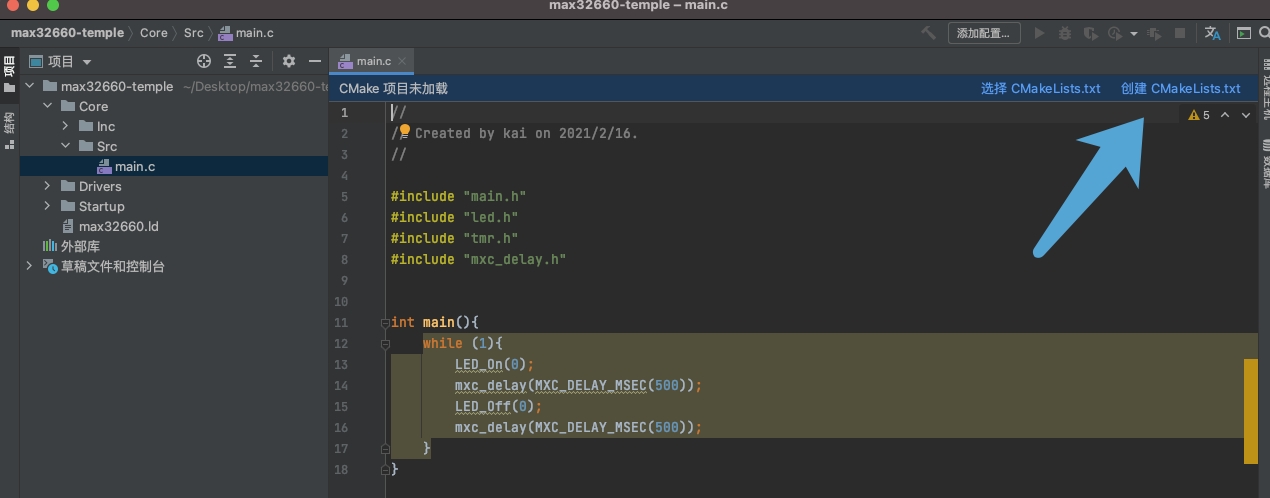 max32660-temple – main.c
max32660-temple Core Src main.c
添加配置...
项目
结构
项目
max32660-temple ~/Desktop/max32660-te
Core
Inc
Src
main.c
Drivers
Startup
max32660.ld
外部库
草稿文件和控制台
main.c
CMake 项目未加载
选择 CMakeLists.txt 创建 CMakeLists.txt
5
1 //
2 // Created by kai on 2021/2/16.
3 //
4
5 #include "main.h"
6 #include "led.h"
7 #include "tmr.h"
8 #include "mxc_delay.h"
9
10
11 int main(){
12 while (1){
13 LED_On(0);
14 mxc_delay(MXC_DELAY_MSEC(500));
15 LED_Off(0);
16 mxc_delay(MXC_DELAY_MSEC(500));
17 }
18 }
远程主机
数据库